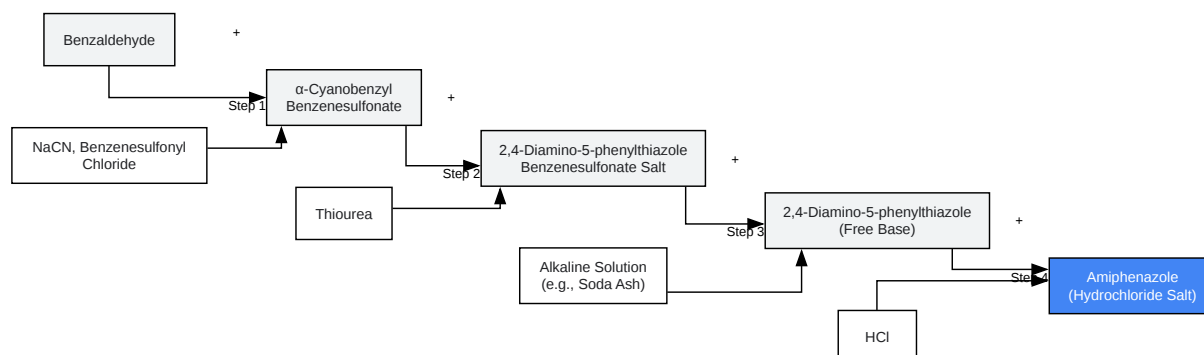 Benzaldehyde
+
Step 1
α-Cyanobenzyl
Benzenesulfonate
+
NaCN, Benzenesulfonyl
Chloride
Step 2
2,4-Diamino-5-phenylthiazole
Benzenesulfonate Salt
+
Thiourea
Step 3
2,4-Diamino-5-phenylthiazole
(Free Base)
+
Alkaline Solution
(e.g., Soda Ash)
Step 4
Amiphenazole
(Hydrochloride Salt)
HCl